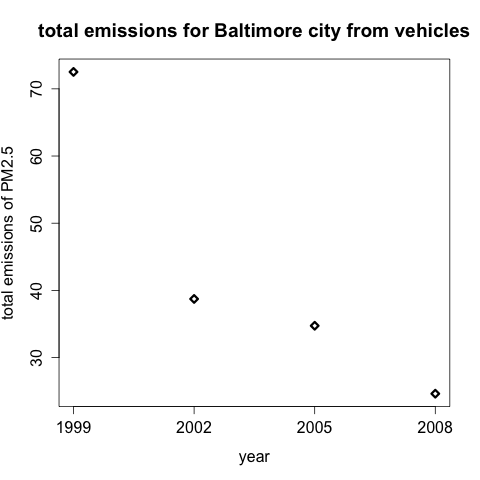 total emissions for Baltimore city from vehicles
total emissions of PM2.5
70
60
50
40
30
1999 2002 2005 2008
year